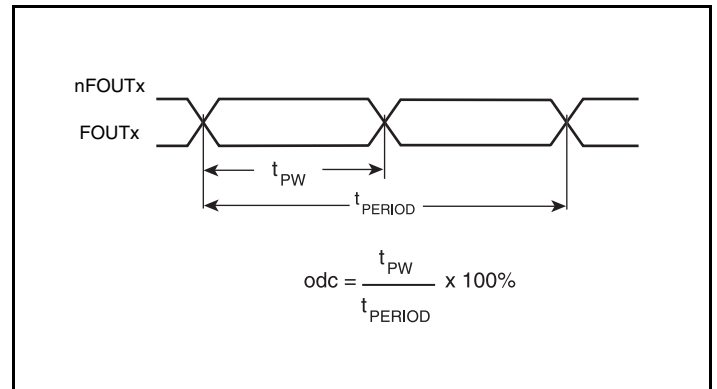 nFOUTx
FOUTx
tPW
tPERIOD
odc = tPW / tPERIOD x 100%